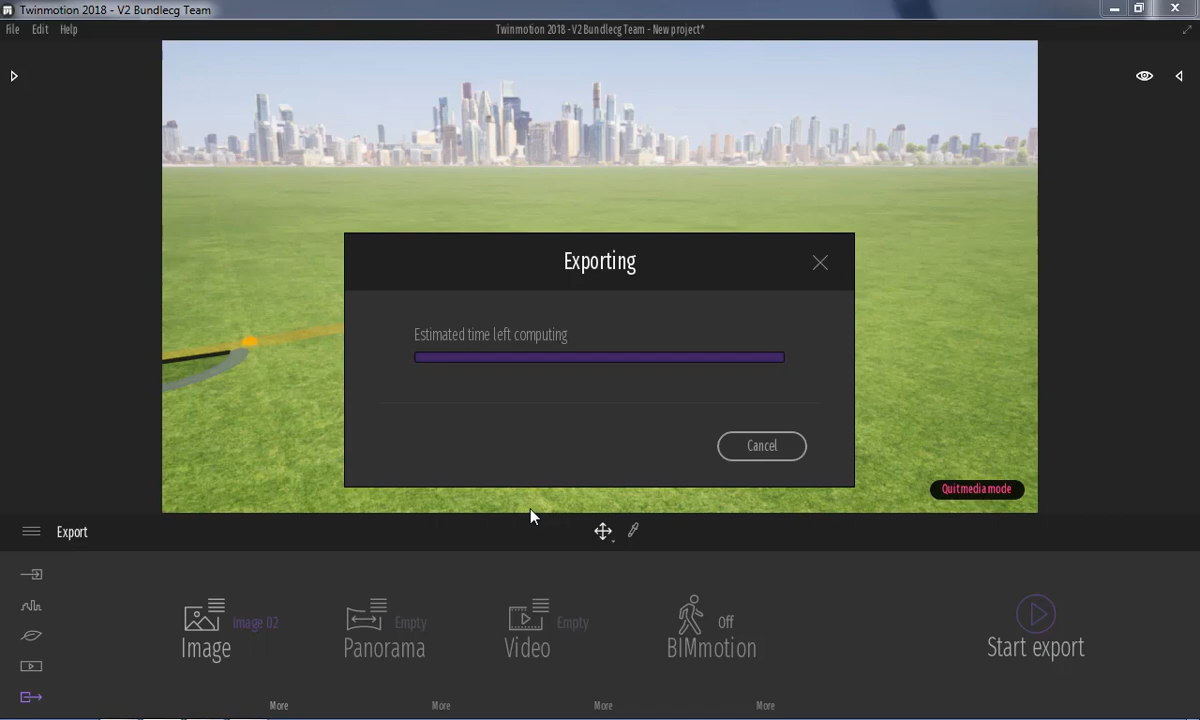 Twinmotion 2018 - V2 Bundlecg Team
File Edit Help
Twinmotion 2018 - V2 Bundlecg Team - New project*
Exporting
Estimated time left computing
Cancel
Quit media mode
Export
Image 02
Image
Empty
Panorama
Empty
Video
Off
BIMmotion
Start export
More
More
More
More